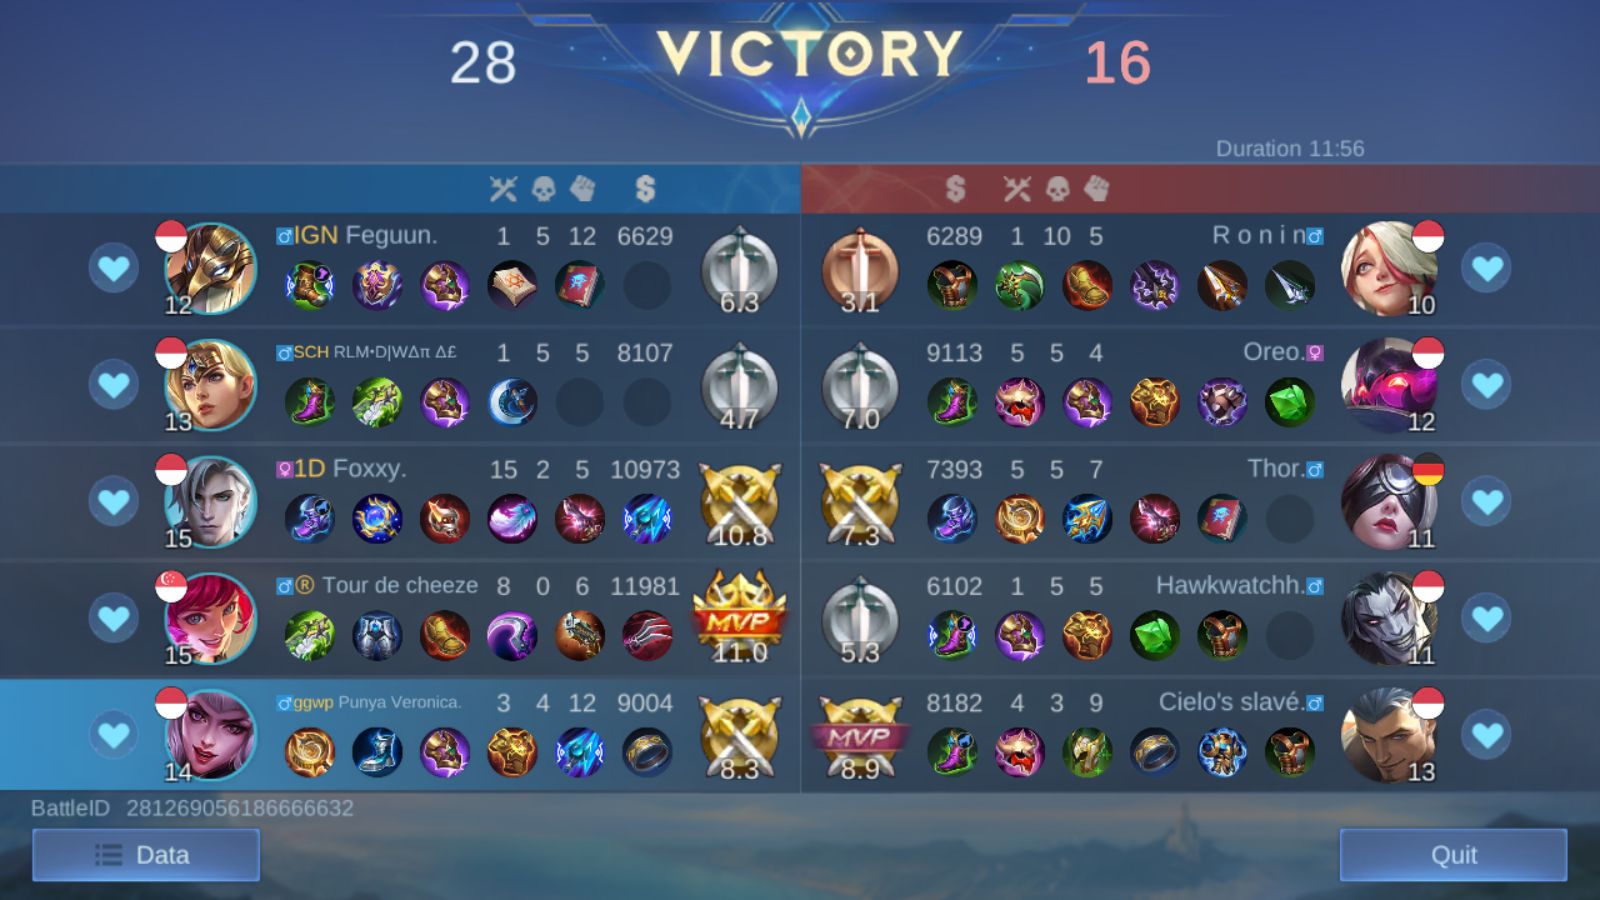 VICTORY
28
16
Duration 11:56
IGN Feguun. 1 5 12 6629
12
6.3
6289 1 10 5 Ronin
3.1
10
SCH RLM•D|WΔπ Δ£ 1 5 5 8107
13
4.7
9113 5 5 4 Oreo.
7.0
12
1D Foxxy. 15 2 5 10973
15
10.8
7393 5 5 7 Thor.
7.3
11
® Tour de cheeze 8 0 6 11981
15
MVP
11.0
6102 1 5 5 Hawkwatchh.
5.3
11
ggwp Punya Veronica. 3 4 12 9004
14
8.3
8182 4 3 9 Cielo's slavé.
MVP
8.9
13
BattleID 281269056186666632
Data
Quit